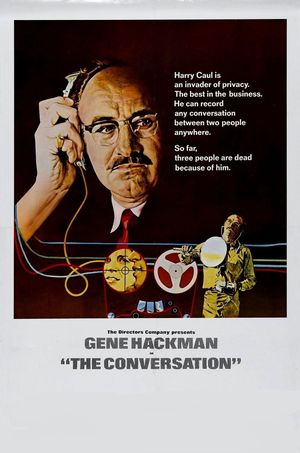 Harry Caul is
an invader of privacy.
The best in the business.
He can record
any conversation
between two people
anywhere.
So far,
three people are dead
because of him.
The Directors Company presents
GENE HACKMAN
in
"THE CONVERSATION"